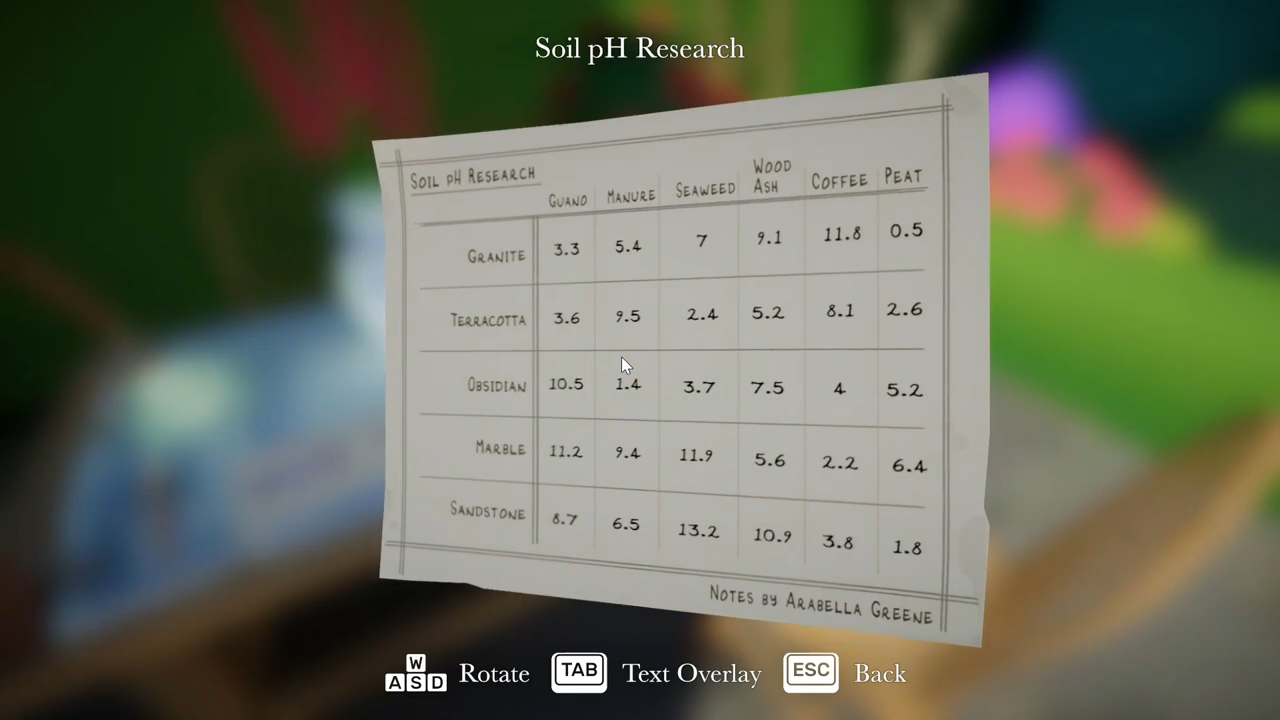 Soil pH Research
SOIL pH RESEARCH
GUANO MANURE SEAWEED WOOD ASH COFFEE PEAT
GRANITE 3.3 5.4 7 9.1 11.8 0.5
TERRACOTTA 3.6 9.5 2.4 5.2 8.1 2.6
OBSIDIAN 10.5 1.4 3.7 7.5 4 5.2
MARBLE 11.2 9.4 11.9 5.6 2.2 6.4
SANDSTONE 8.7 6.5 13.2 10.9 3.8 1.8
NOTES BY ARABELLA GREENE
W
A S D Rotate TAB Text Overlay ESC Back